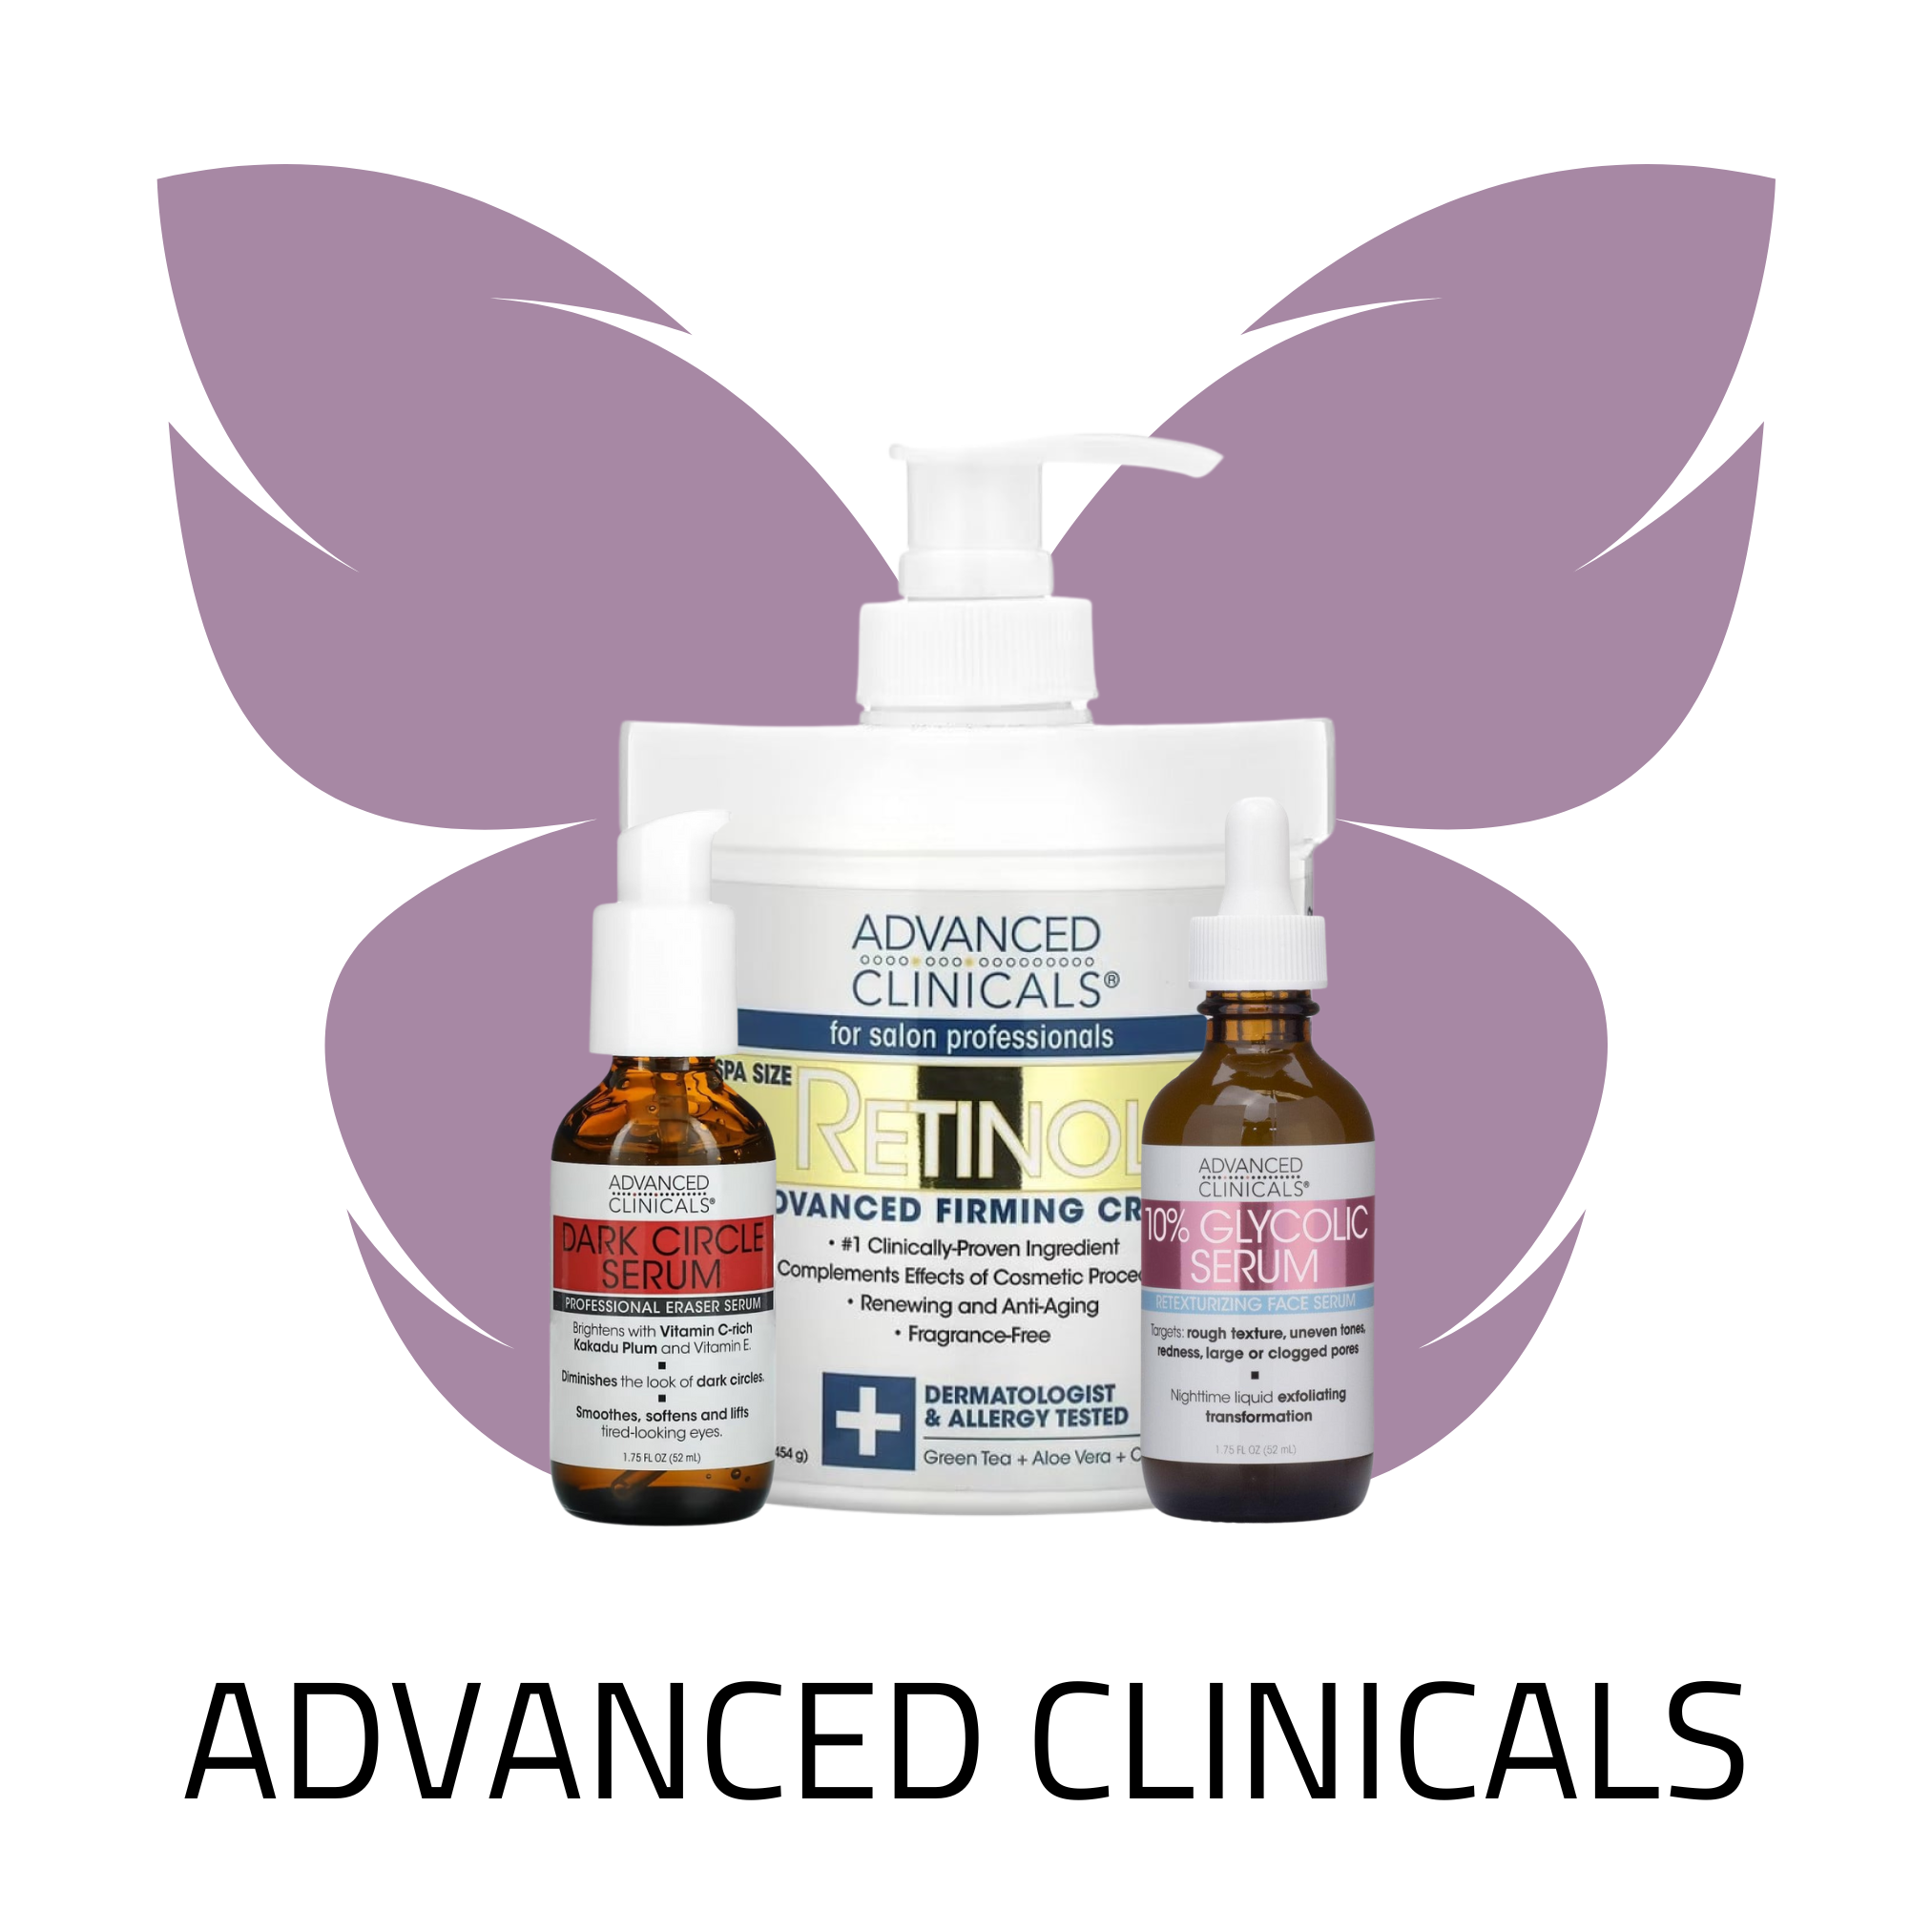 ADVANCED
CLINICALS®
for salon professionals
SPA SIZE
RETINOL
ADVANCED FIRMING CR
• #1 Clinically-Proven Ingredient
Complements Effects of Cosmetic Proce
• Renewing and Anti-Aging
• Fragrance-Free
DERMATOLOGIST
& ALLERGY TESTED
Green Tea + Aloe Vera + C
454 g)
ADVANCED
CLINICALS®
DARK CIRCLE
SERUM
PROFESSIONAL ERASER SERUM
Brightens with Vitamin C-rich
Kakadu Plum and Vitamin E.
Diminishes the look of dark circles.
Smoothes, softens and lifts
tired-looking eyes.
1.75 FL OZ (52 mL)
ADVANCED
CLINICALS®
10% GLYCOLIC
SERUM
RETEXTURIZING FACE SERUM
Targets: rough texture, uneven tones,
redness, large or clogged pores
Nighttime liquid exfoliating
transformation
1.75 FL OZ (52 mL)
ADVANCED CLINICALS